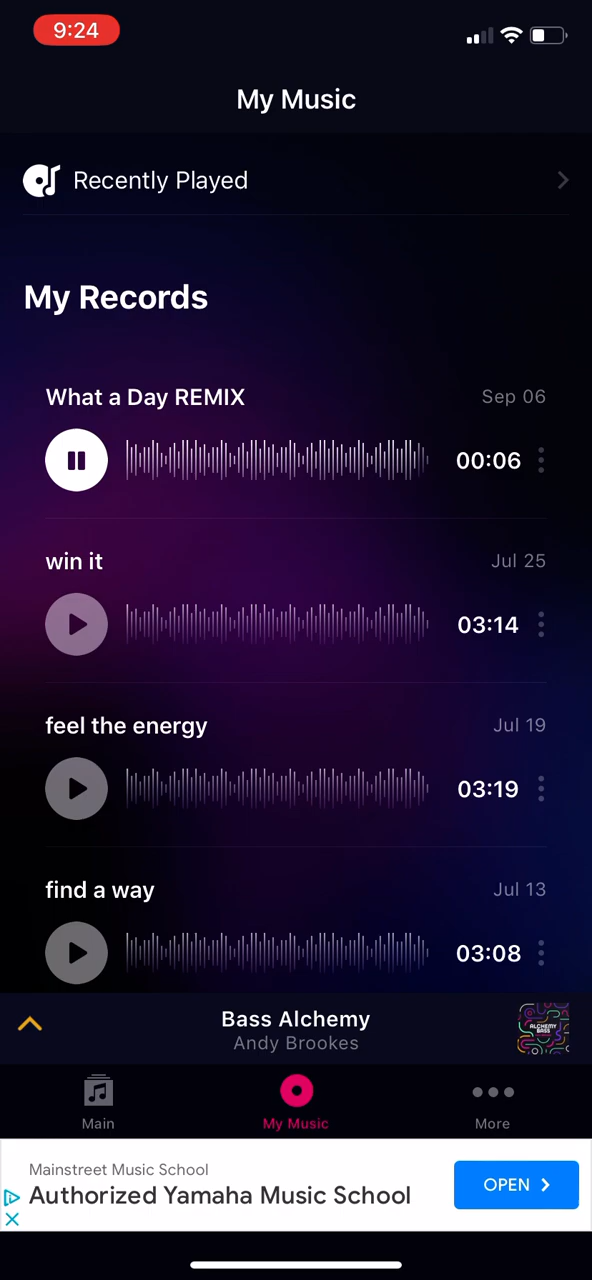 9:24
My Music
Recently Played
My Records
What a Day REMIX
Sep 06
00:06
win it
Jul 25
03:14
feel the energy
Jul 19
03:19
find a way
Jul 13
03:08
Bass Alchemy
Andy Brookes
ALCHEMY
BASS
Main
My Music
More
Mainstreet Music School
Authorized Yamaha Music School
OPEN